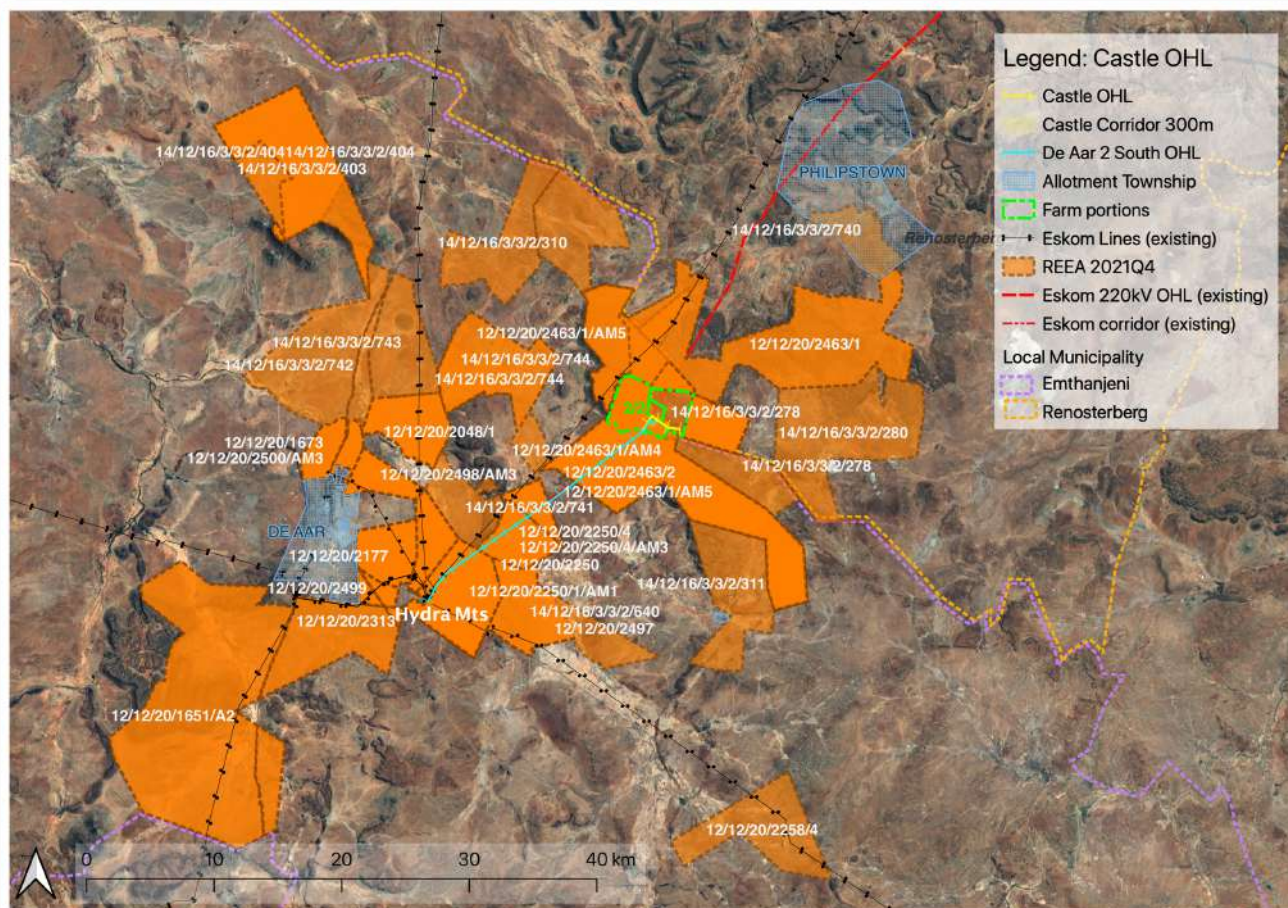 Legend: Castle OHL
Castle OHL
Castle Corridor 300m
De Aar 2 South OHL
Allotment Township
Farm portions
Eskom Lines (existing)
REEA 2021Q4
Eskom 220kV OHL (existing)
Eskom corridor (existing)
Local Municipality
Emthanjeni
Renosterberg
14/12/16/3/3/2/40414/12/16/3/3/2/404
14/12/16/3/3/2/403
PHILIPSTOWN
14/12/16/3/3/2/740
14/12/16/3/3/2/310
12/12/20/2463/1/AM5
14/12/16/3/3/2/743
12/12/20/2463/1
14/12/16/3/3/2/744
14/12/16/3/3/2/742
14/12/16/3/3/2/744
14/12/16/3/3/2/278
12/12/20/2048/1
14/12/16/3/3/2/280
12/12/20/1673
12/12/20/2463/1/AM4
12/12/20/2500/AM3
14/12/16/3/3/2/278
12/12/20/2498/AM3
12/12/20/2463/2
12/12/20/2463/1/AM5
14/12/16/3/3/2/741
DE AAR
12/12/20/2250/4
12/12/20/2250/4/AM3
12/12/20/2177
12/12/20/2250
12/12/20/2499
14/12/16/3/3/2/311
12/12/20/2250/1/AM1
Hydra Mts
14/12/16/3/3/2/640
12/12/20/2313
12/12/20/2497
12/12/20/1651/A2
12/12/20/2258/4
0 10 20 30 40 km